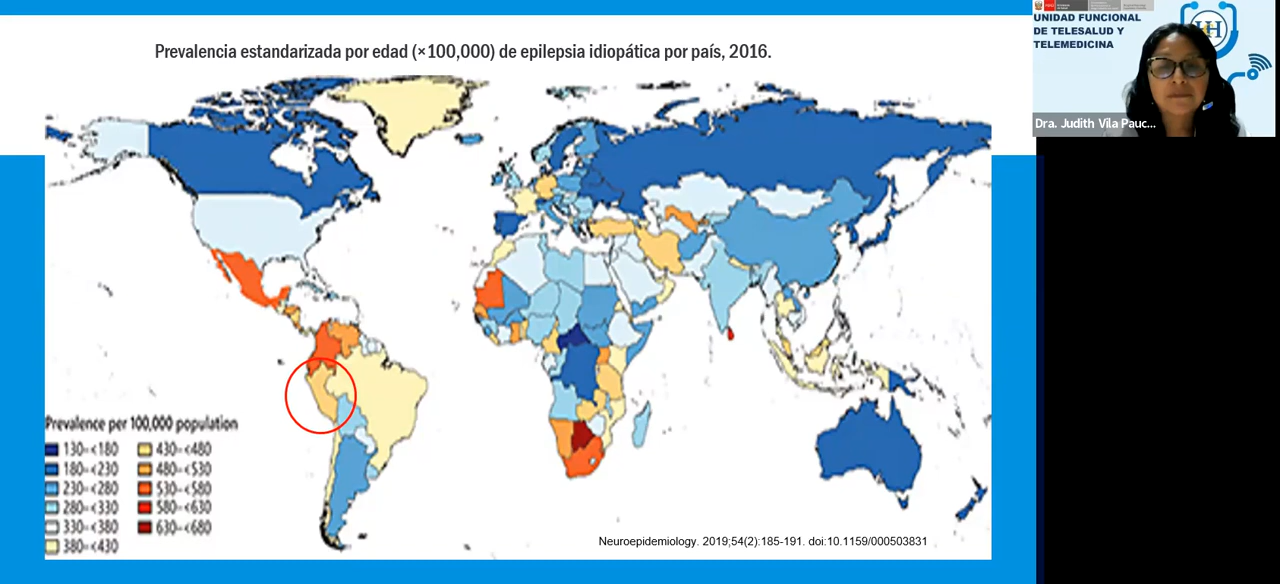 Prevalencia estandarizada por edad (×100,000) de epilepsia idiopática por país, 2016.
UNIDAD FUNCIONAL
DE TELESALUD Y
TELEMEDICINA
HH
Dra. Judith Vila Pauc...
Prevalence per 100,000 population
130–<180
180–<230
230–<280
280–<330
330–<380
380–<430
430–<480
480–<530
530–<580
580–<630
630–<680
Neuroepidemiology. 2019;54(2):185-191. doi:10.1159/000503831